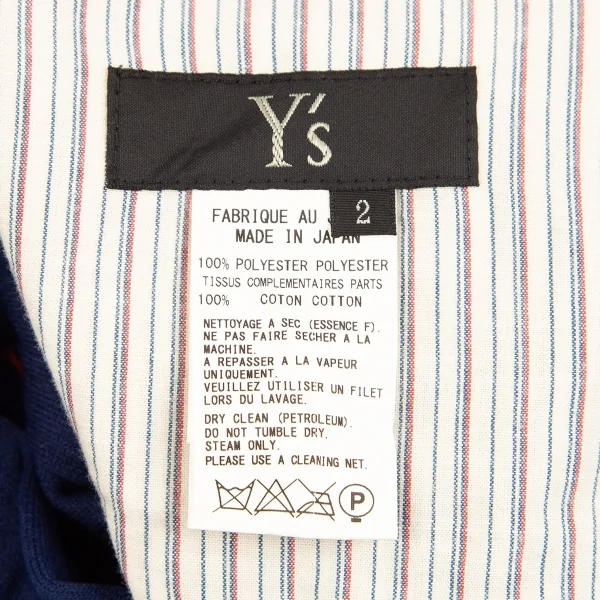 Y's
2
FABRIQUE AU J
MADE IN JAPAN
100% POLYESTER POLYESTER
TISSUS COMPLEMENTAIRES PARTS
100% COTON COTTON
NETTOYAGE A SEC (ESSENCE F).
NE PAS FAIRE SECHER A LA
MACHINE.
A REPASSER A LA VAPEUR
UNIQUEMENT.
VEUILLEZ UTILISER UN FILET
LORS DU LAVAGE.
DRY CLEAN (PETROLEUM).
DO NOT TUMBLE DRY.
STEAM ONLY.
PLEASE USE A CLEANING NET.
P